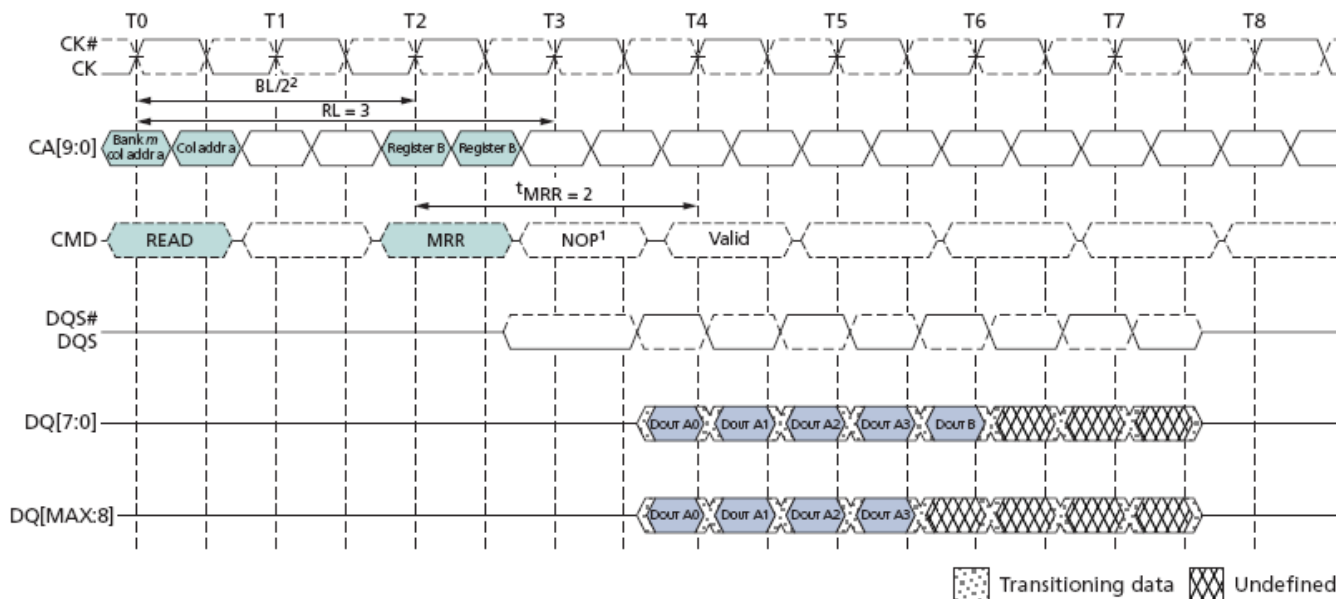 T0 T1 T2 T3 T4 T5 T6 T7 T8
CK#
CK
BL/2²
RL = 3
CA[9:0] Bank m col addr a Col addr a Register B Register B
tMRR = 2
CMD READ MRR NOP¹ Valid
DQS#
DQS
DQ[7:0] DOUT A0 DOUT A1 DOUT A2 DOUT A3 DOUT B
DQ[MAX:8] DOUT A0 DOUT A1 DOUT A2 DOUT A3
Transitioning data Undefined